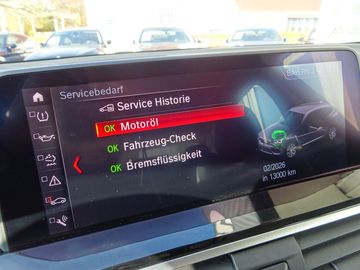 Servicebedarf
Service Historie
OK Motoröl
OK Fahrzeug-Check
OK Bremsflüssigkeit
02/2026
in 13000 km